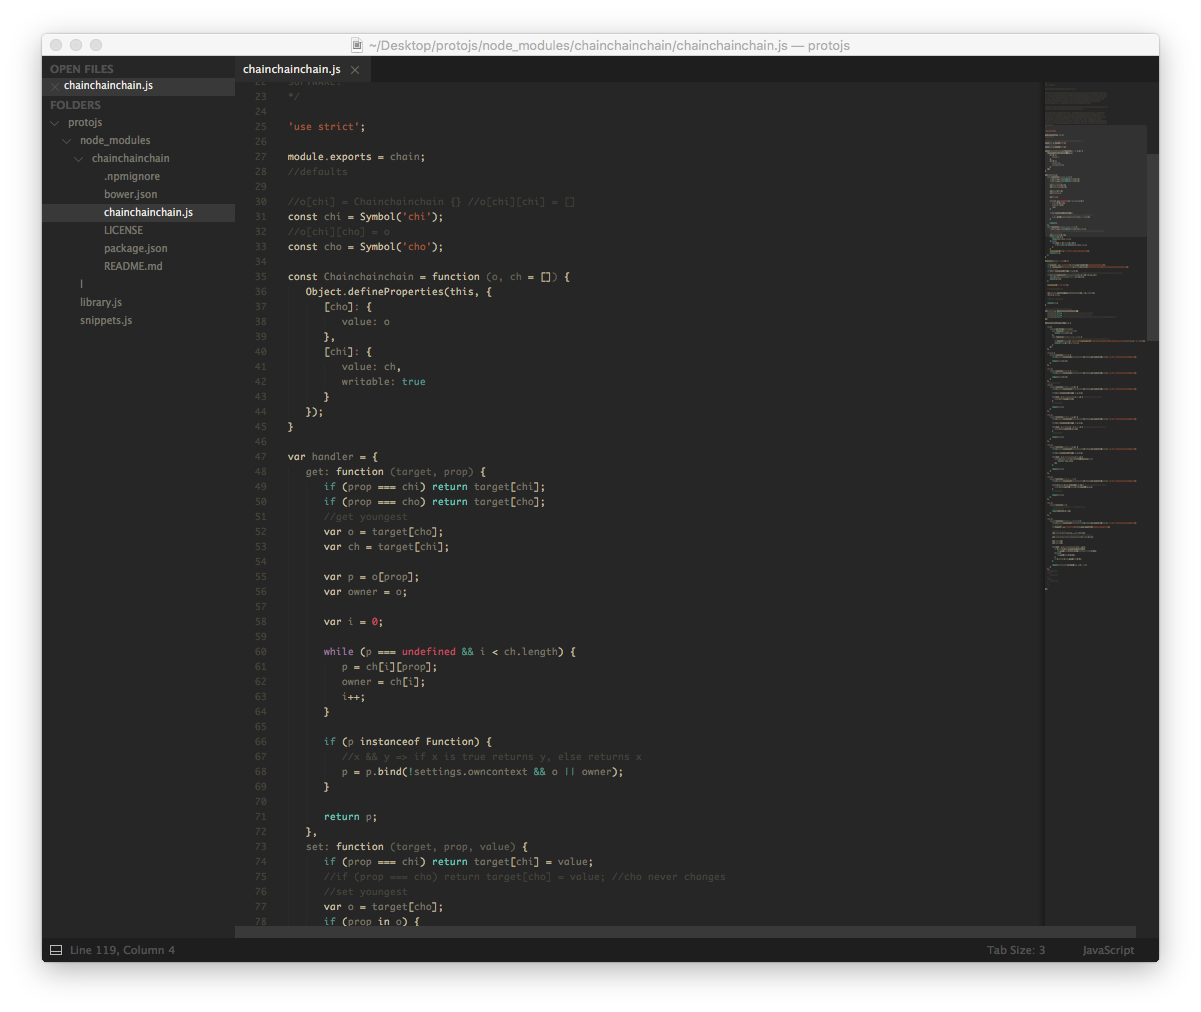 ~/Desktop/protojs/node_modules/chainchainchain/chainchainchain.js — protojs
OPEN FILES
chainchainchain.js
FOLDERS
protojs
node_modules
chainchainchain
.npmignore
bower.json
chainchainchain.js
LICENSE
package.json
README.md
l
library.js
snippets.js
chainchainchain.js
23 */
24
25 'use strict';
26
27 module.exports = chain;
28 //defaults
29
30 //o[chi] = Chainchainchain {} //o[chi][chi] = []
31 const chi = Symbol('chi');
32 //o[chi][cho] = o
33 const cho = Symbol('cho');
34
35 const Chainchainchain = function (o, ch = []) {
36 Object.defineProperties(this, {
37 [cho]: {
38 value: o
39 },
40 [chi]: {
41 value: ch,
42 writable: true
43 }
44 });
45 }
46
47 var handler = {
48 get: function (target, prop) {
49 if (prop === chi) return target[chi];
50 if (prop === cho) return target[cho];
51 //get youngest
52 var o = target[cho];
53 var ch = target[chi];
54
55 var p = o[prop];
56 var owner = o;
57
58 var i = 0;
59
60 while (p === undefined && i < ch.length) {
61 p = ch[i][prop];
62 owner = ch[i];
63 i++;
64 }
65
66 if (p instanceof Function) {
67 //x && y => if x is true returns y, else returns x
68 p = p.bind(!settings.owncontext && o || owner);
69 }
70
71 return p;
72 },
73 set: function (target, prop, value) {
74 if (prop === chi) return target[chi] = value;
75 //if (prop === cho) return target[cho] = value; //cho never changes
76 //set youngest
77 var o = target[cho];
78 if (prop in o) {
Line 119, Column 4
Tab Size: 3
JavaScript